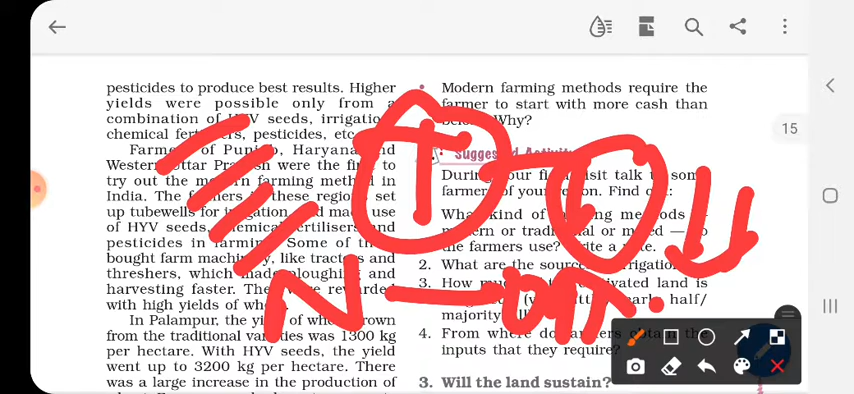 15
pesticides to produce best results. Higher
yields were possible only from a
combination of HYV seeds, irrigation,
chemical pesticides, etc.
Farmers of Punjab, Haryana and
Western Uttar Pradesh were the first to
try out the modern farming method in
India. The farmers in these regions set
up tubewells for irrigation, and made use
of HYV seeds, chemical fertilisers and
pesticides in farming. Some of them
bought farm machinery, like tractors and
threshers, which made ploughing and
harvesting faster. They were rewarded
with high yields of wheat.
In Palampur, the yield of wheat grown
from the traditional varieties was 1300 kg
per hectare. With HYV seeds, the yield
went up to 3200 kg per hectare. There
was a large increase in the production of
• Modern farming methods require the
farmer to start with more cash than
before. Why?
Suggested Activity
During your field visit talk to some
farmers of your region. Find out:
What kind of farming methods —
modern or traditional or mixed — do
the farmers use? Write a note.
2. What are the sources of irrigation?
3. How much of the cultivated land is
half/
majority/
4. From where do farmers obtain the
inputs that they require?
3. Will the land sustain?